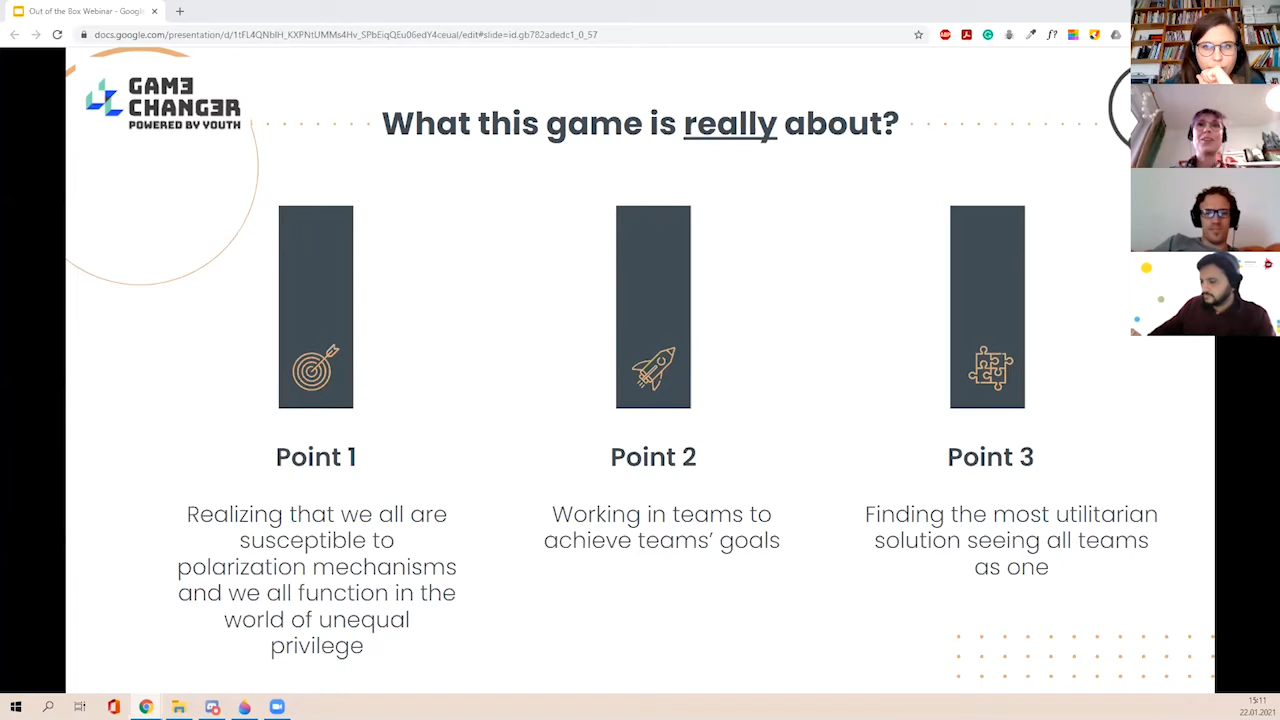 Out of the Box Webinar - Googl
docs.google.com/presentation/d/1tFL4QNblH_KXPNtUMMs4Hv_SPbEiqQEu06edY4ceuaI/edit#slide=id.gb782adedc1_0_57
GAME
CHANGER
POWERED BY YOUTH
What this game is really about?
Point 1
Realizing that we all are
susceptible to
polarization mechanisms
and we all function in the
world of unequal
privilege
Point 2
Working in teams to
achieve teams' goals
Point 3
Finding the most utilitarian
solution seeing all teams
as one
15:11
22.01.2021